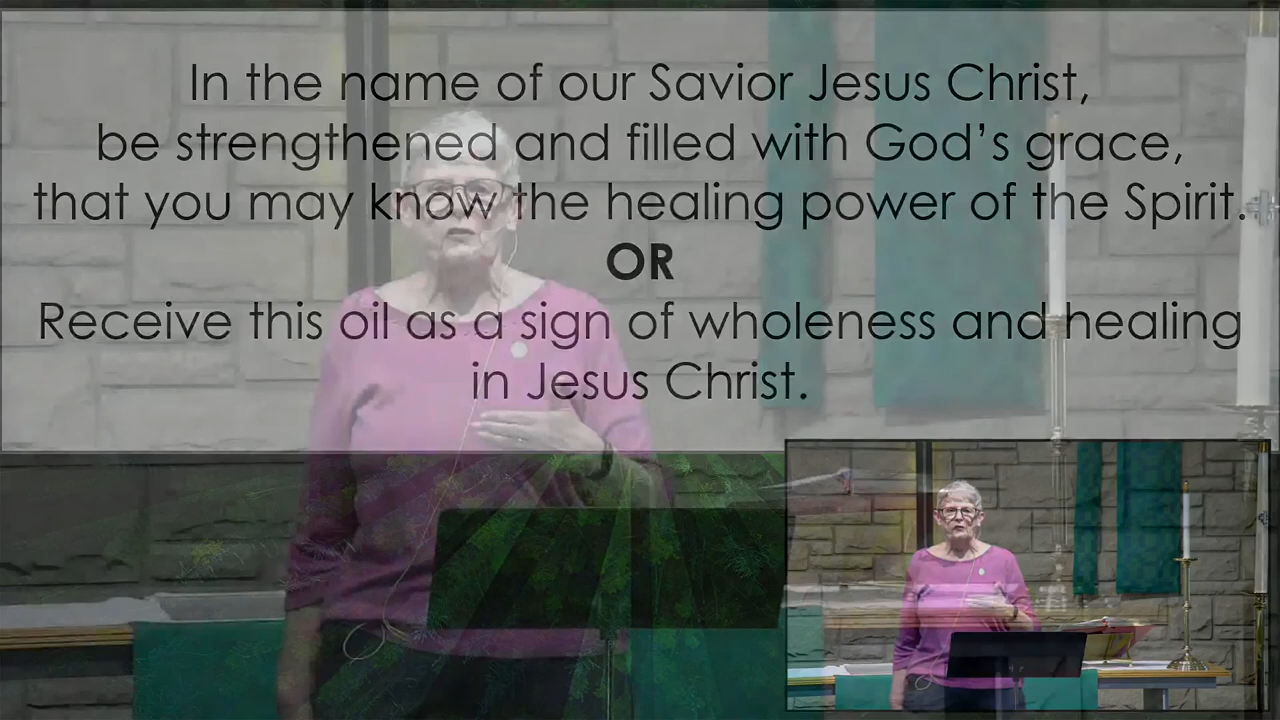 In the name of our Savior Jesus Christ,
be strengthened and filled with God’s grace,
that you may know the healing power of the Spirit.
OR
Receive this oil as a sign of wholeness and healing
in Jesus Christ.